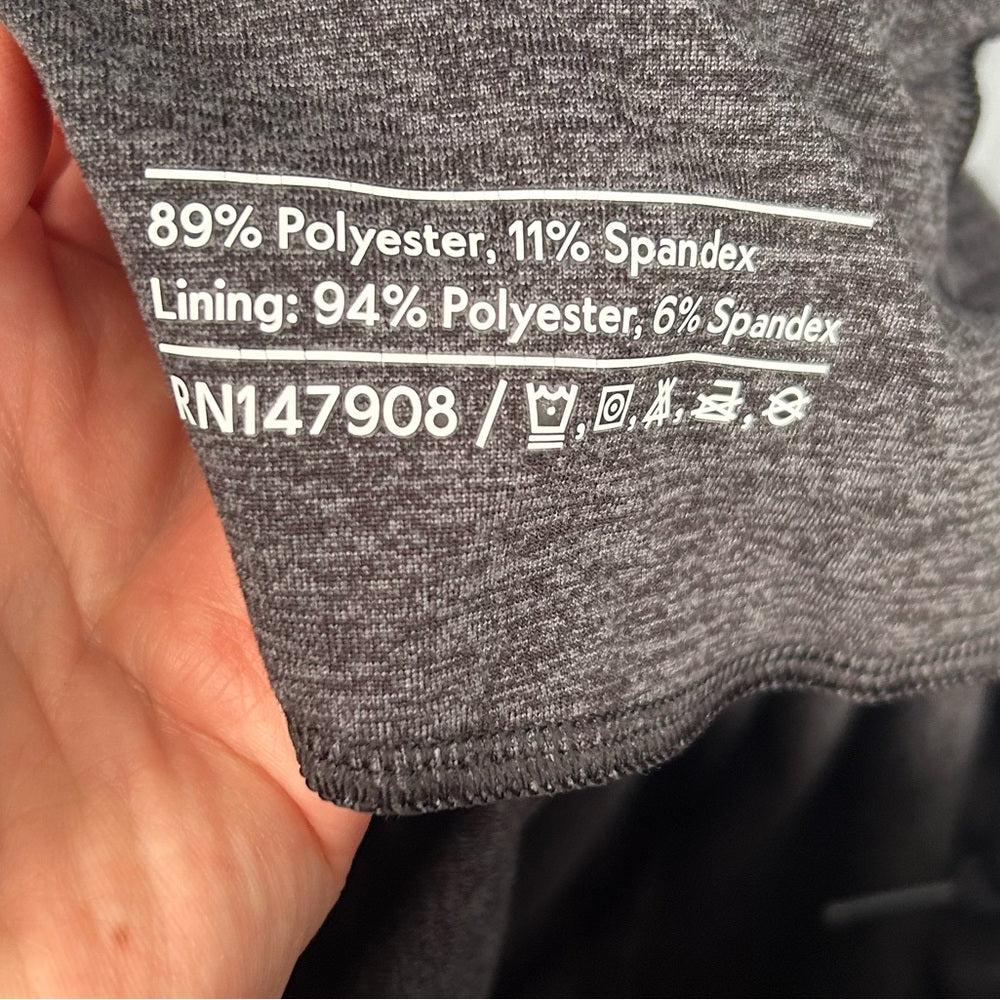 89% Polyester, 11% Spandex
Lining: 94% Polyester, 6% Spandex
RN147908 /